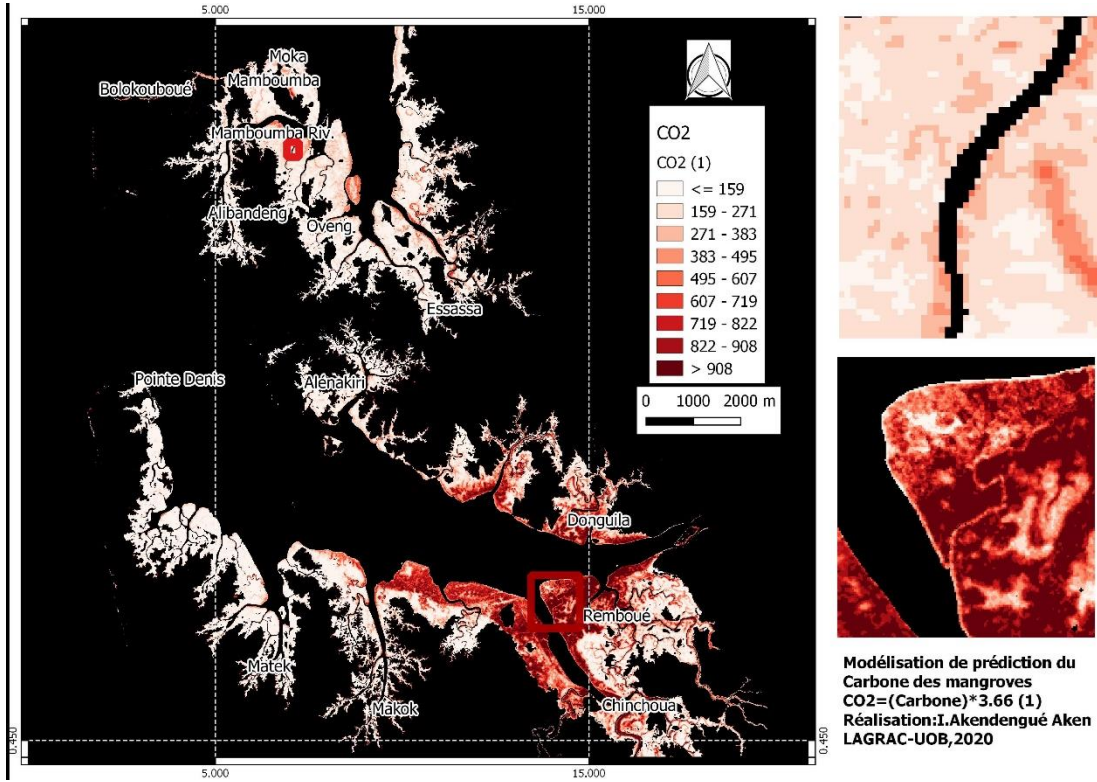 5.000
15.000
Moka
Mamboumba
Bolokouboué
Mamboumba Riv.
Alibandeng
Oveng
Essassa
CO2
CO2 (1)
<= 159
159 - 271
271 - 383
383 - 495
495 - 607
607 - 719
719 - 822
822 - 908
> 908
0 1000 2000 m
Pointe Denis
Alénakiri
Donguila
Remboué
Matek
Makok
Chinchoua
0.450
0.450
5.000
15.000
Modélisation de prédiction du
Carbone des mangroves
CO2=(Carbone)*3.66 (1)
Réalisation:I.Akendengué Aken
LAGRAC-UOB,2020